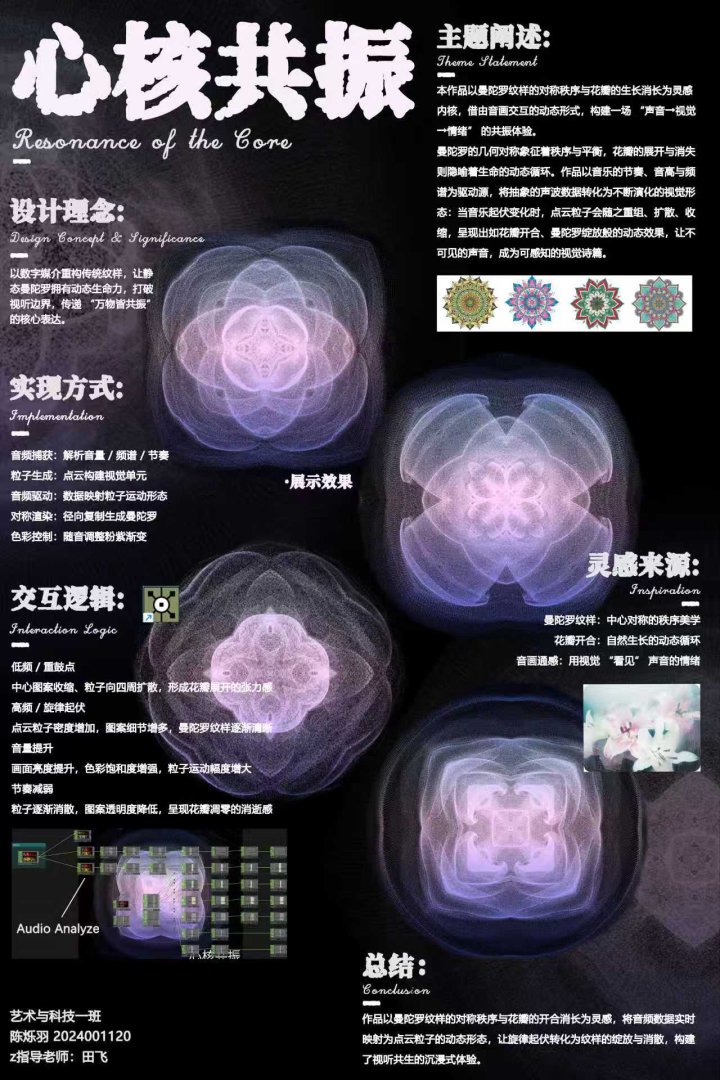 心核共振
Resonance of the Core
主题阐述:
Theme Statement
本作品以曼陀罗纹样的对称秩序与花瓣的生长消长为灵感
内核，借由音画交互的动态形式，构建一场 “声音→视觉
→情绪” 的共振体验。
曼陀罗的几何对称象征着秩序与平衡，花瓣的展开与消失
则隐喻着生命的动态循环。作品以音乐的节奏、音高与频
谱为驱动源，将抽象的声波数据转化为不断演化的视觉形
态：当音乐起伏变化时，点云粒子会随之重组、扩散、收
缩，呈现出如花瓣开合、曼陀罗绽放般的动态效果，让不
可见的声音，成为可感知的视觉诗篇。
设计理念:
Design Concept & Significance
以数字媒介重构传统纹样，让静
态曼陀罗拥有动态生命力，打破
视听边界，传递 “万物皆共振”
的核心表达。
实现方式:
Implementation
音频捕获：解析音量 / 频谱 / 节奏
粒子生成：点云构建视觉单元
音频驱动：数据映射粒子运动形态
对称渲染：径向复制生成曼陀罗
色彩控制：随音调整粉紫渐变
·展示效果
灵感来源:
Inspiration
曼陀罗纹样：中心对称的秩序美学
花瓣开合：自然生长的动态循环
音画通感：用视觉 “看见” 声音的情绪
交互逻辑:
Interaction Logic
低频 / 重鼓点
中心图案收缩、粒子向四周扩散，形成花瓣展开的张力感
高频 / 旋律起伏
点云粒子密度增加，图案细节增多，曼陀罗纹样逐渐清晰
音量提升
画面亮度提升，色彩饱和度增强，粒子运动幅度增大
节奏减弱
粒子逐渐消散，图案透明度降低，呈现花瓣凋零的消逝感
Audio Analyze
心核共振
总结:
Conclusion
作品以曼陀罗纹样的对称秩序与花瓣的开合消长为灵感，将音频数据实时
映射为点云粒子的动态形态，让旋律起伏转化为纹样的绽放与消散，构建
了视听共生的沉浸式体验。
艺术与科技一班
陈烁羽 2024001120
z指导老师：田飞